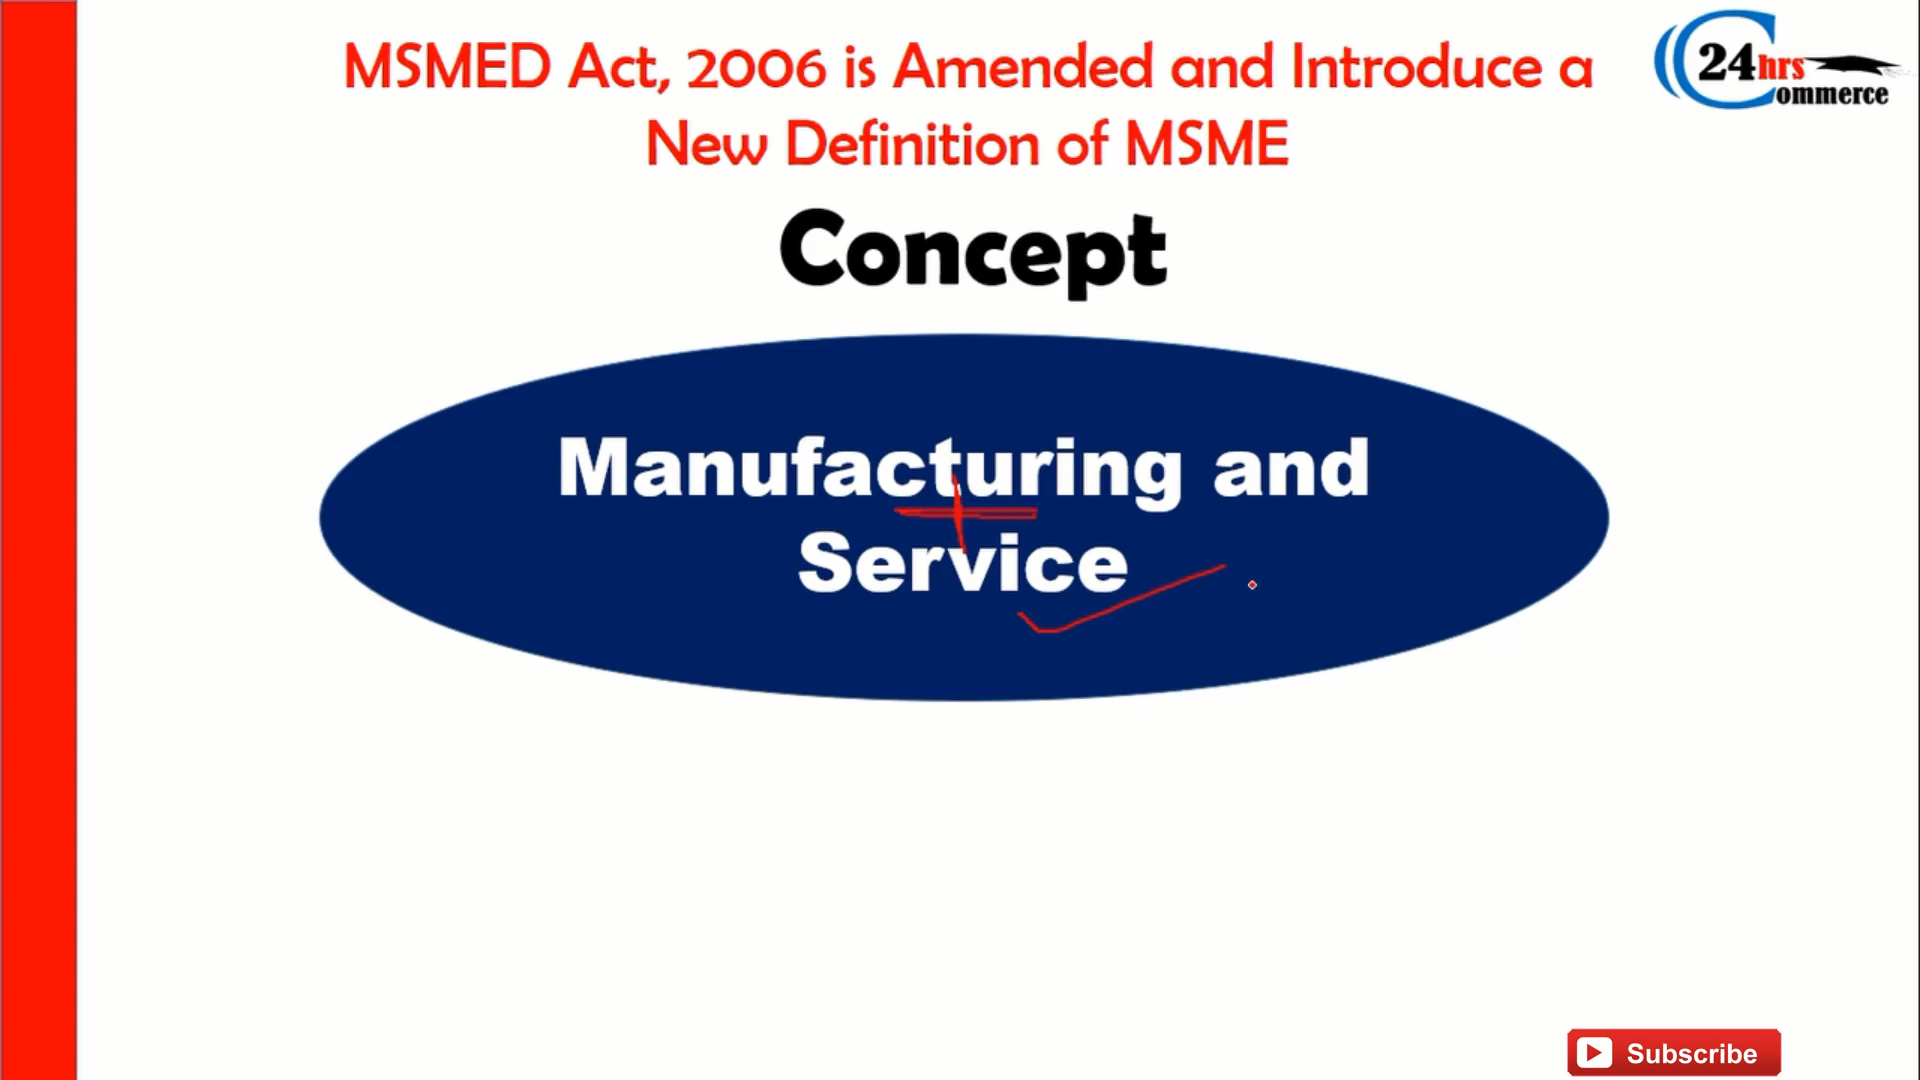 MSMED Act, 2006 is Amended and Introduce a
New Definition of MSME
24hrs
Commerce
Concept
Manufacturing and
Service
Subscribe